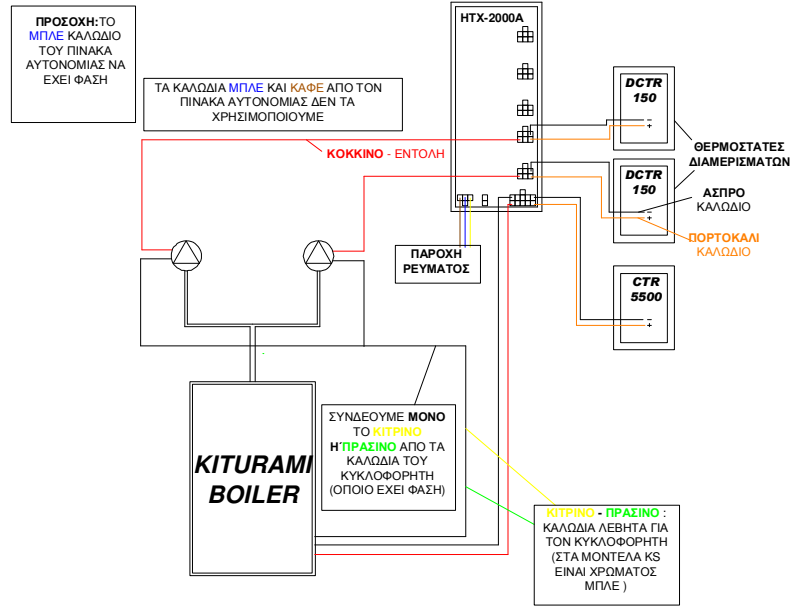 ΠΡΟΣΟΧΗ:ΤΟ
ΜΠΛΕ ΚΑΛΩΔΙΟ
ΤΟΥ ΠΙΝΑΚΑ
ΑΥΤΟΝΟΜΙΑΣ ΝΑ
ΕΧΕΙ ΦΑΣΗ
ΤΑ ΚΑΛΩΔΙΑ ΜΠΛΕ ΚΑΙ ΚΑΦΕ ΑΠΟ ΤΟΝ
ΠΙΝΑΚΑ ΑΥΤΟΝΟΜΙΑΣ ΔΕΝ ΤΑ
ΧΡΗΣΙΜΟΠΟΙΟΥΜΕ
ΚΟΚΚΙΝΟ - ΕΝΤΟΛΗ
HTX-2000A
DCTR
150
−
+
ΘΕΡΜΟΣΤΑΤΕΣ
ΔΙΑΜΕΡΙΣΜΑΤΩΝ
DCTR
150
−
+
ΑΣΠΡΟ
ΚΑΛΩΔΙΟ
ΠΟΡΤΟΚΑΛΙ
ΚΑΛΩΔΙΟ
ΠΑΡΟΧΗ
ΡΕΥΜΑΤΟΣ
CTR
5500
−
+
KITURAMI
BOILER
ΣΥΝΔΕΟΥΜΕ ΜΟΝΟ
ΤΟ ΚΙΤΡΙΝΟ
Η΄ΠΡΑΣΙΝΟ ΑΠΟ ΤΑ
ΚΑΛΩΔΙΑ ΤΟΥ
ΚΥΚΛΟΦΟΡΗΤΗ
(ΟΠΟΙΟ ΕΧΕΙ ΦΑΣΗ)
ΚΙΤΡΙΝΟ - ΠΡΑΣΙΝΟ :
ΚΑΛΩΔΙΑ ΛΕΒΗΤΑ ΓΙΑ
ΤΟΝ ΚΥΚΛΟΦΟΡΗΤΗ
(ΣΤΑ ΜΟΝΤΕΛΑ KS
ΕΙΝΑΙ ΧΡΩΜΑΤΟΣ
ΜΠΛΕ )